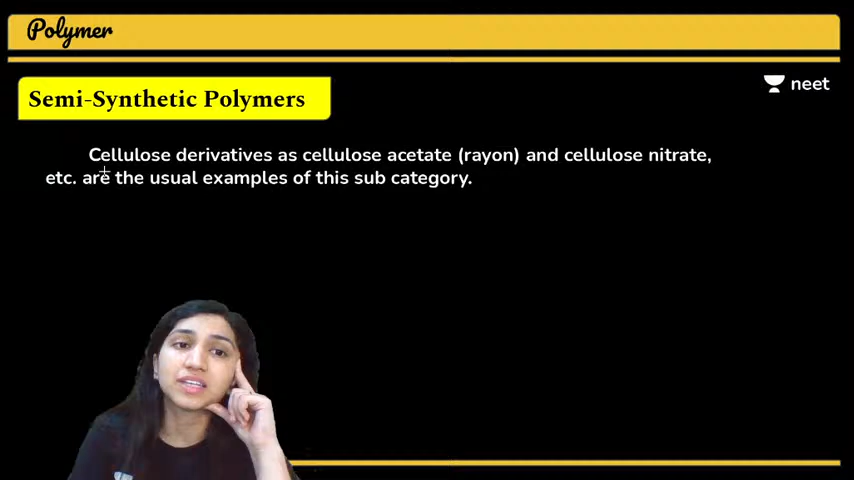 Polymer
neet
Semi-Synthetic Polymers
Cellulose derivatives as cellulose acetate (rayon) and cellulose nitrate,
etc. are the usual examples of this sub category.